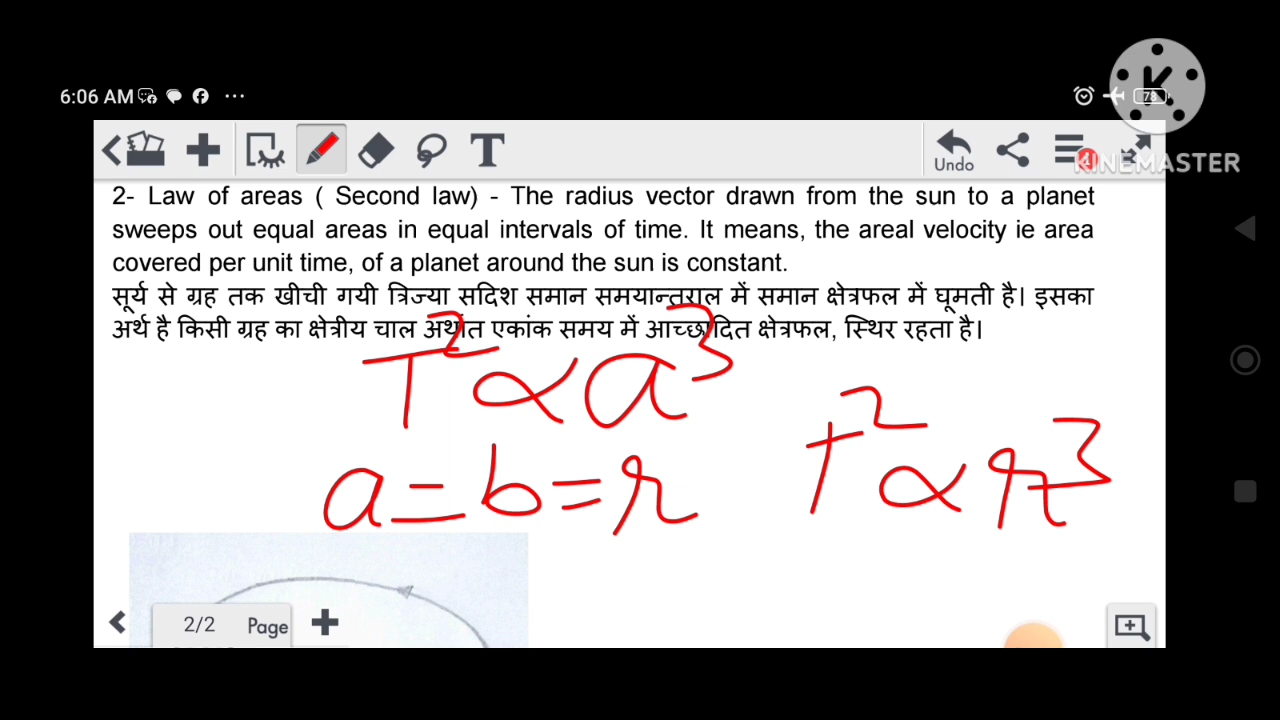 6:06 AM ...
78
K
KINEMASTER
T
Undo
4
2- Law of areas ( Second law) - The radius vector drawn from the sun to a planet
sweeps out equal areas in equal intervals of time. It means, the areal velocity ie area
covered per unit time, of a planet around the sun is constant.
सूर्य से ग्रह तक खीची गयी त्रिज्या सदिश समान समयान्तराल में समान क्षेत्रफल में घूमती है। इसका
अर्थ है किसी ग्रह का क्षेत्रीय चाल अर्थात एकांक समय में आच्छादित क्षेत्रफल, स्थिर रहता है।
T² ∝ a³
a = b = r
T² ∝ r³
2/2 Page